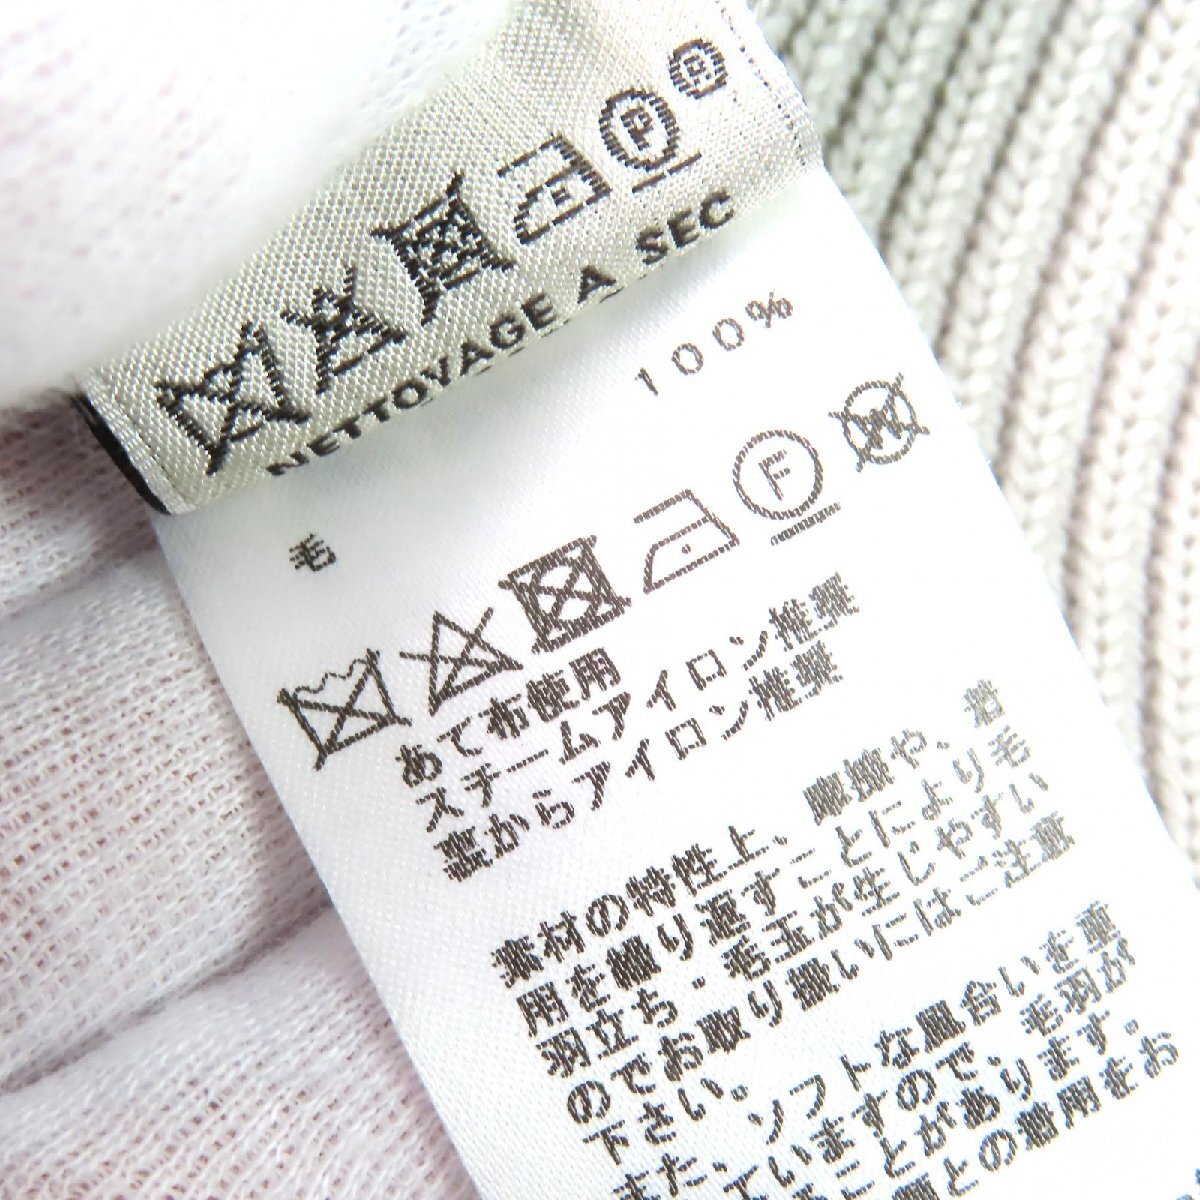 P R
NETTOYAGE A SEC
毛 100%
F W
あて布使用
スチームアイロン推奨
裏からアイロン推奨
素材の特性上、摩擦や、着
用を繰り返すことにより毛
羽立ち・毛玉が生じやすい
のでお取り扱いにはご注意
下さい。
また、ソフトな風合いを重
ていますので、毛羽が
ことがあります。
との着用をお